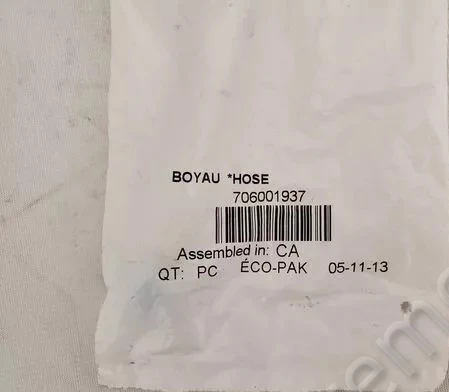 BOYAU *HOSE
706001937
Assembled in: CA
QT: PC ÉCO-PAK 05-11-13